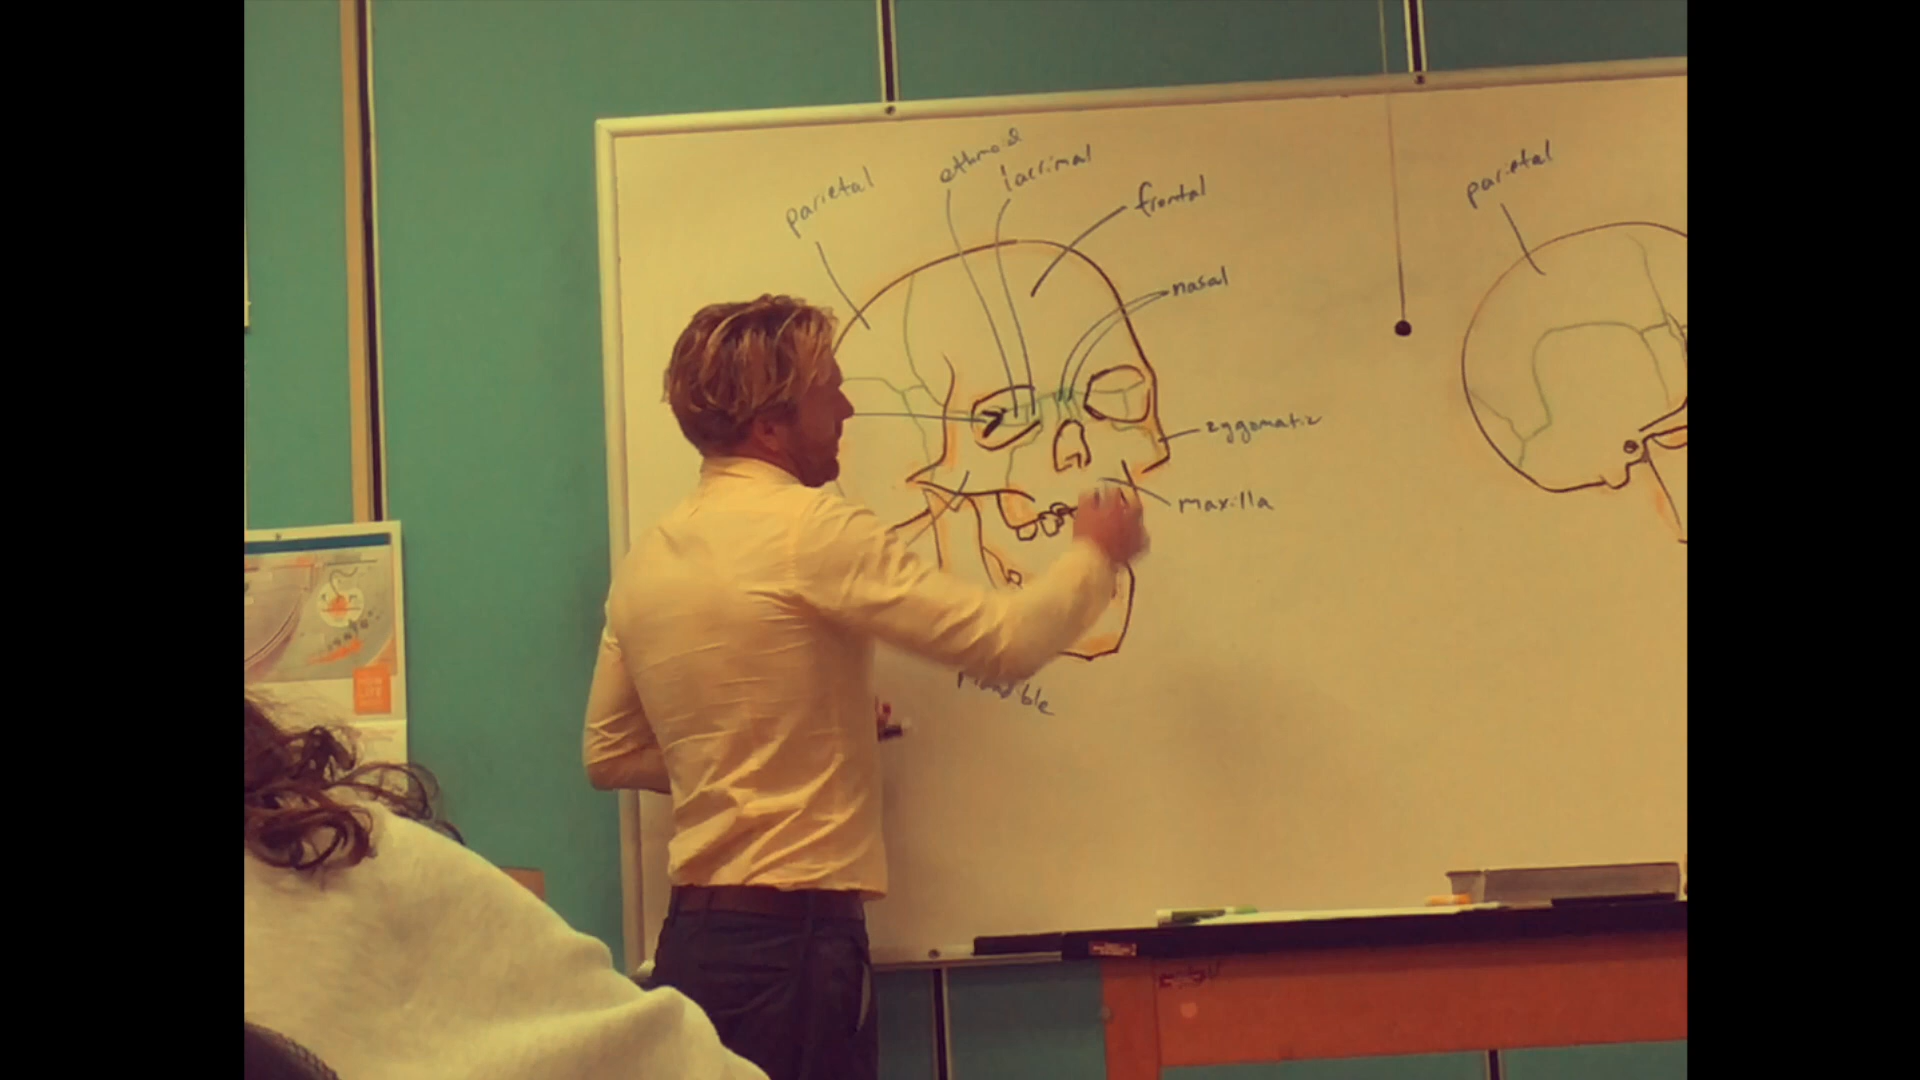 ethmoid
lacrimal
parietal
frontal
parietal
nasal
zygomatic
maxilla